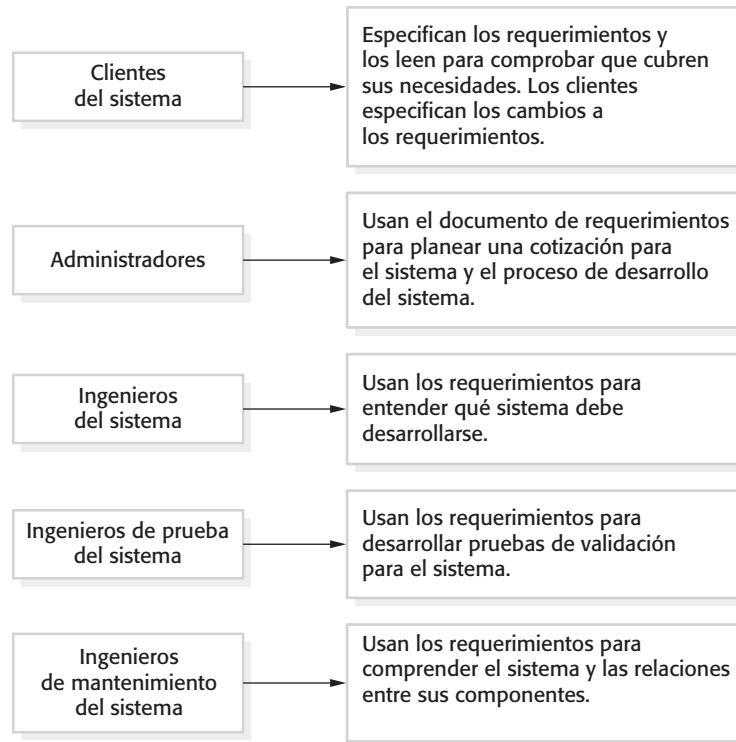 Clientes
del sistema
Especifican los requerimientos y
los leen para comprobar que cubren
sus necesidades. Los clientes
especifican los cambios a
los requerimientos.
Administradores
Usan el documento de requerimientos
para planear una cotización para
el sistema y el proceso de desarrollo
del sistema.
Ingenieros
del sistema
Usan los requerimientos para
entender qué sistema debe
desarrollarse.
Ingenieros de prueba
del sistema
Usan los requerimientos para
desarrollar pruebas de validación
para el sistema.
Ingenieros
de mantenimiento
del sistema
Usan los requerimientos para
comprender el sistema y las relaciones
entre sus componentes.